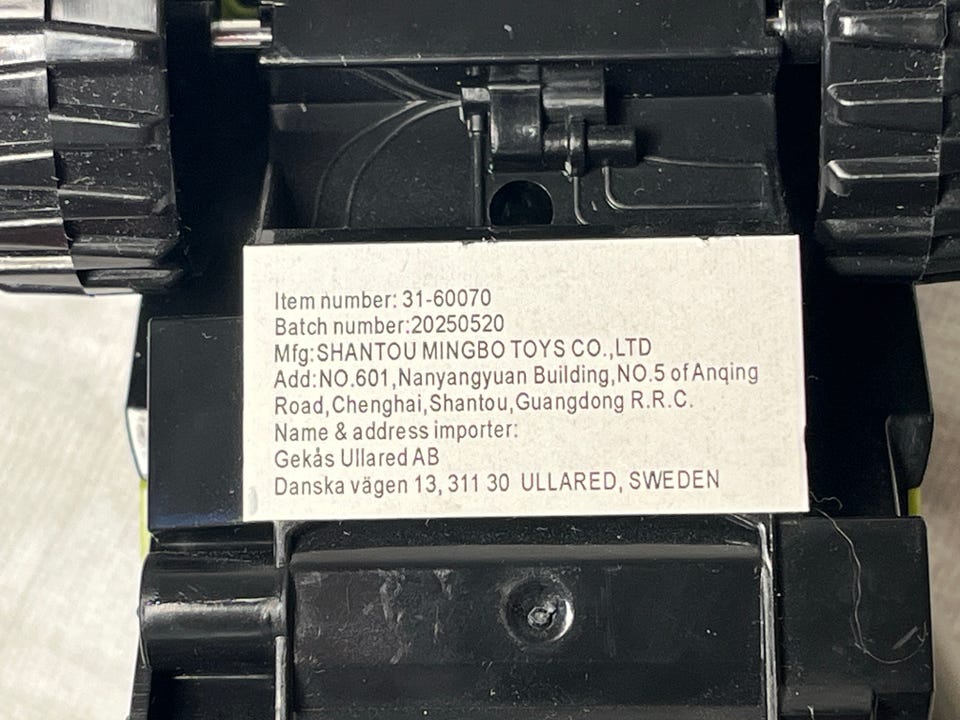 Item number: 31-60070
Batch number:20250520
Mfg:SHANTOU MINGBO TOYS CO.,LTD
Add:NO.601,Nanyangyuan Building,NO.5 of Anqing
Road,Chenghai,Shantou,Guangdong R.R.C.
Name & address importer:
Gekås Ullared AB
Danska vägen 13, 311 30 ULLARED, SWEDEN